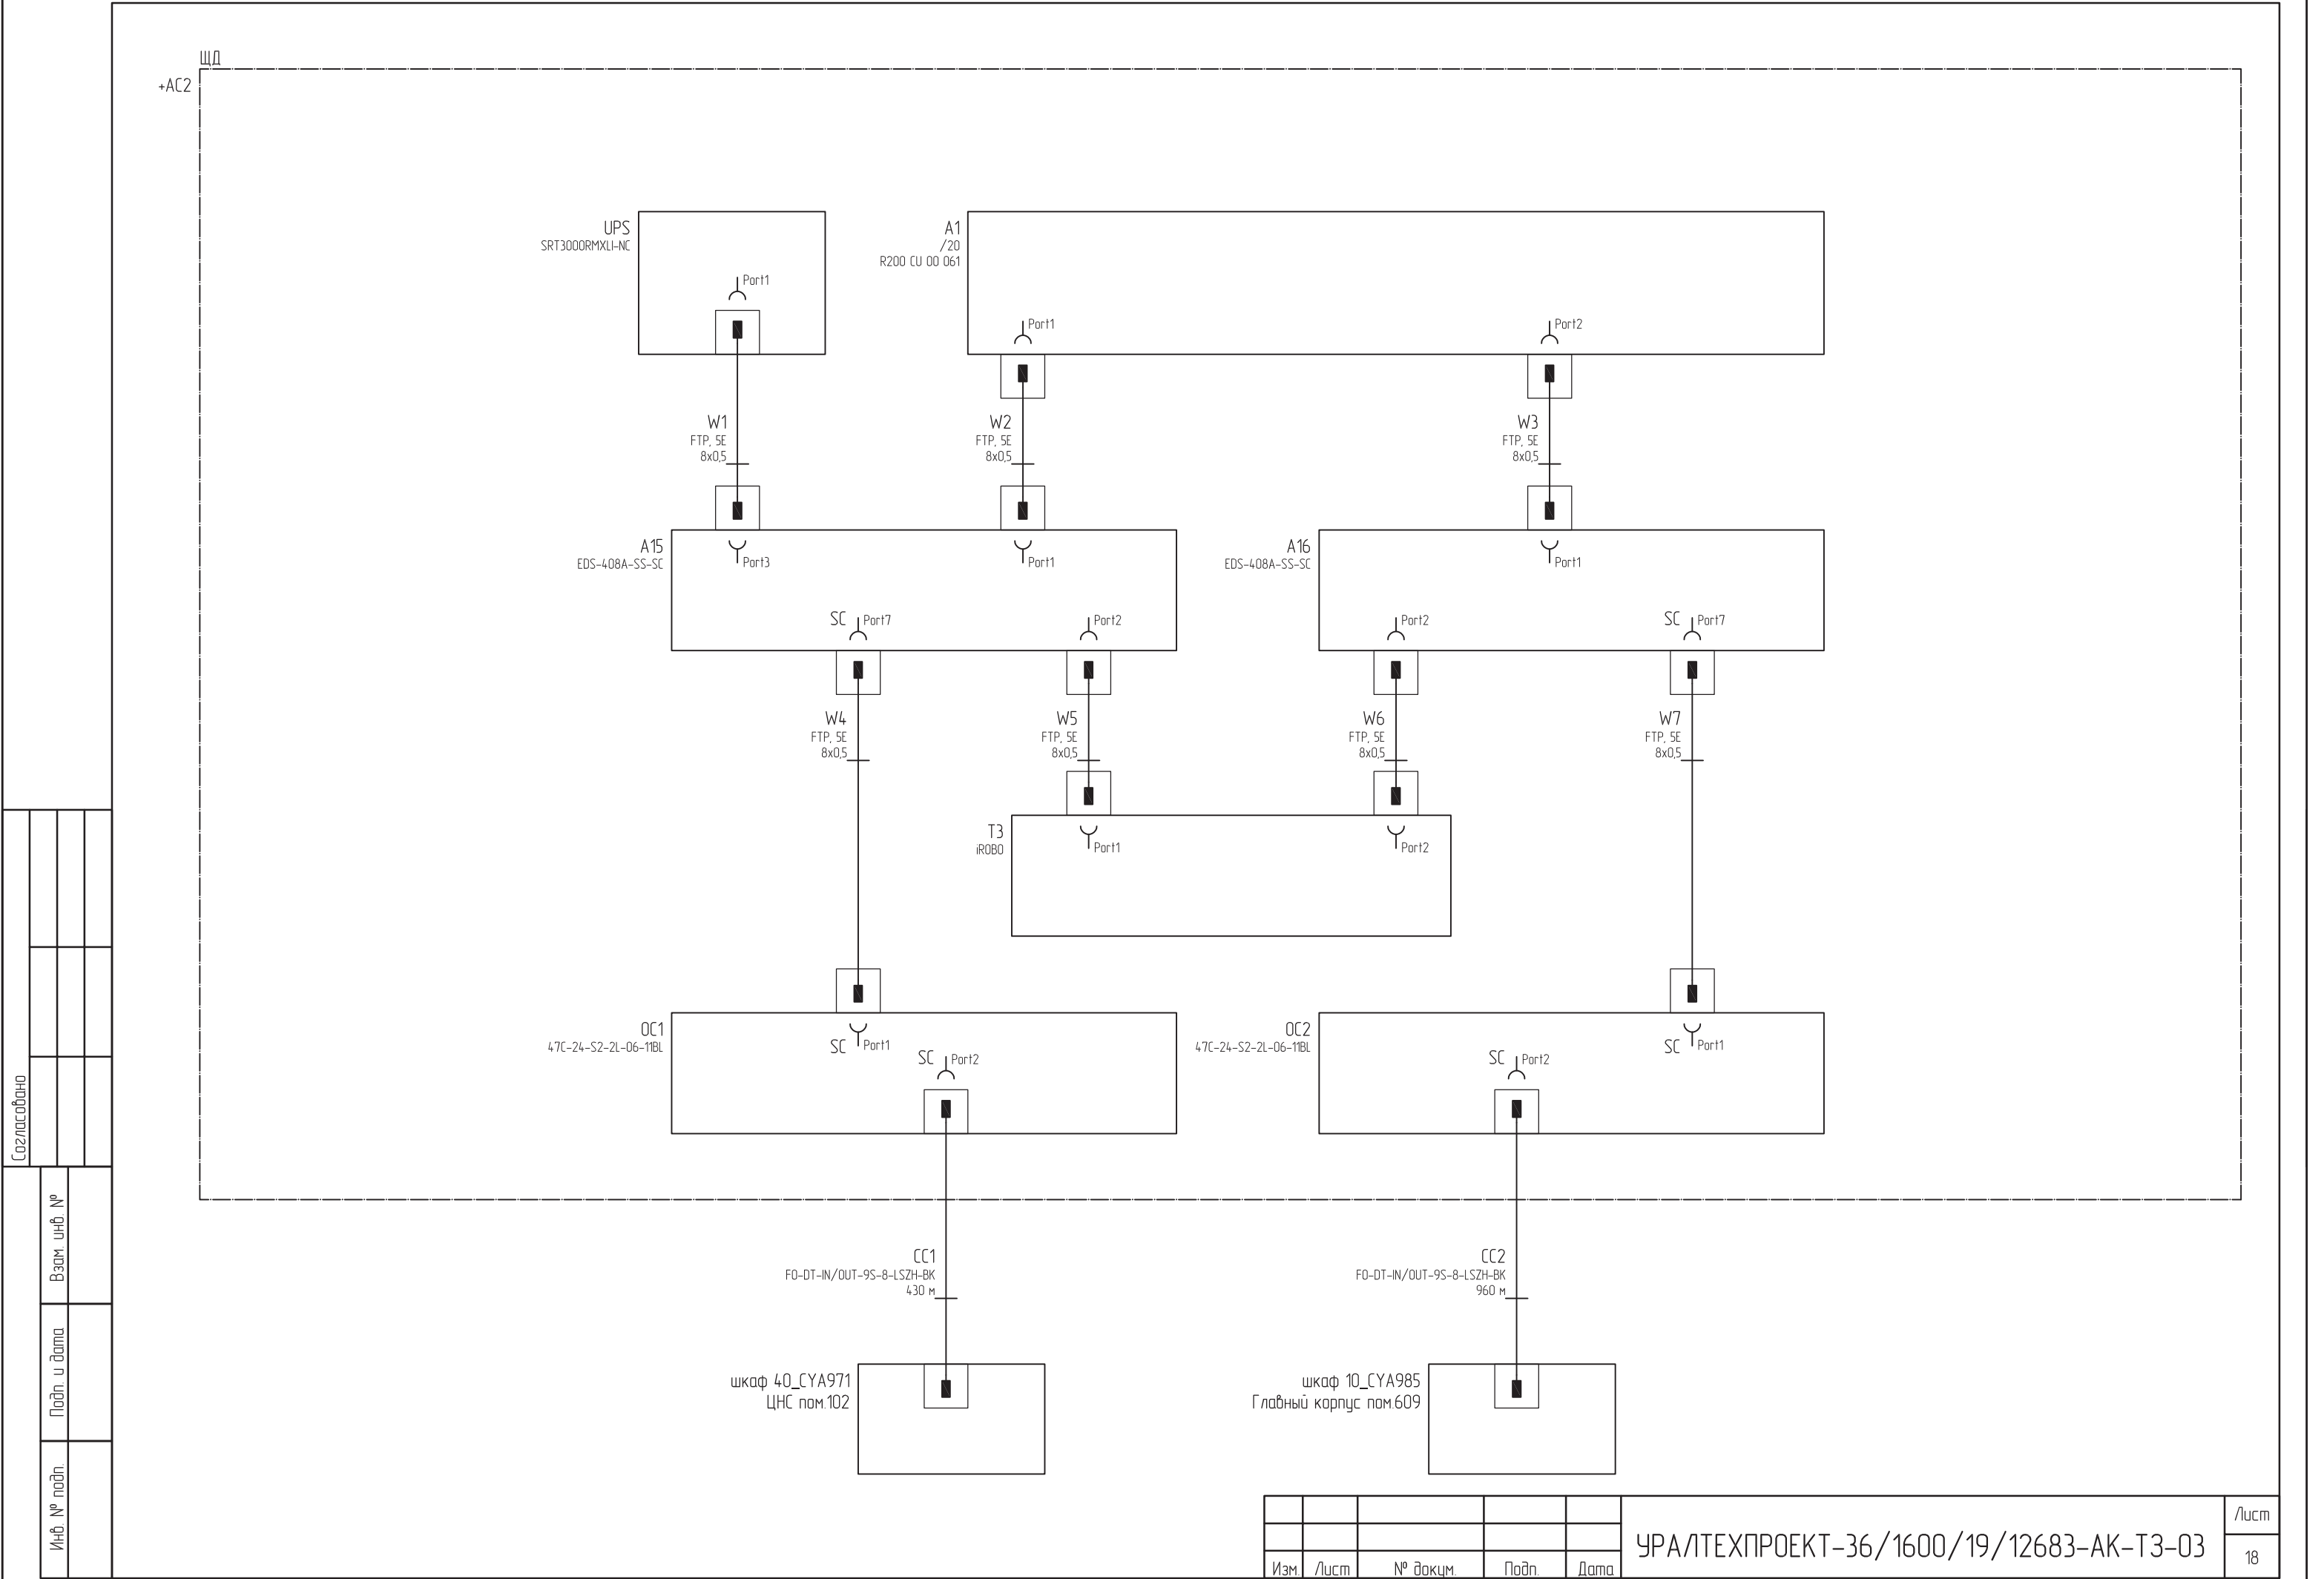 ЩД
+AC2
UPS
SRT3000RMXLI-NC
Port1
A1
/20
R200 CU 00 061
Port1
Port2
W1
FTP, 5E
8x0,5
W2
FTP, 5E
8x0,5
W3
FTP, 5E
8x0,5
A15
EDS-408A-SS-SC
Port3
Port1
SC Port7
Port2
A16
EDS-408A-SS-SC
Port1
Port2
SC Port7
W4
FTP, 5E
8x0,5
W5
FTP, 5E
8x0,5
W6
FTP, 5E
8x0,5
W7
FTP, 5E
8x0,5
T3
iROBO
Port1
Port2
OC1
47C-24-S2-2L-06-11BL
SC Port1
SC Port2
OC2
47C-24-S2-2L-06-11BL
SC Port2
SC Port1
CC1
FO-DT-IN/OUT-9S-8-LSZH-BK
430 м
CC2
FO-DT-IN/OUT-9S-8-LSZH-BK
960 м
шкаф 40_CYA971
ЦНС пом.102
шкаф 10_CYA985
Главный корпус пом.609
Согласовано
Взам. инв. №
Подп. и дата
Инв. № подп.
Изм. Лист № докум. Подп. Дата
УРАЛТЕХПРОЕКТ-36/1600/19/12683-АК-ТЗ-03
Лист
18